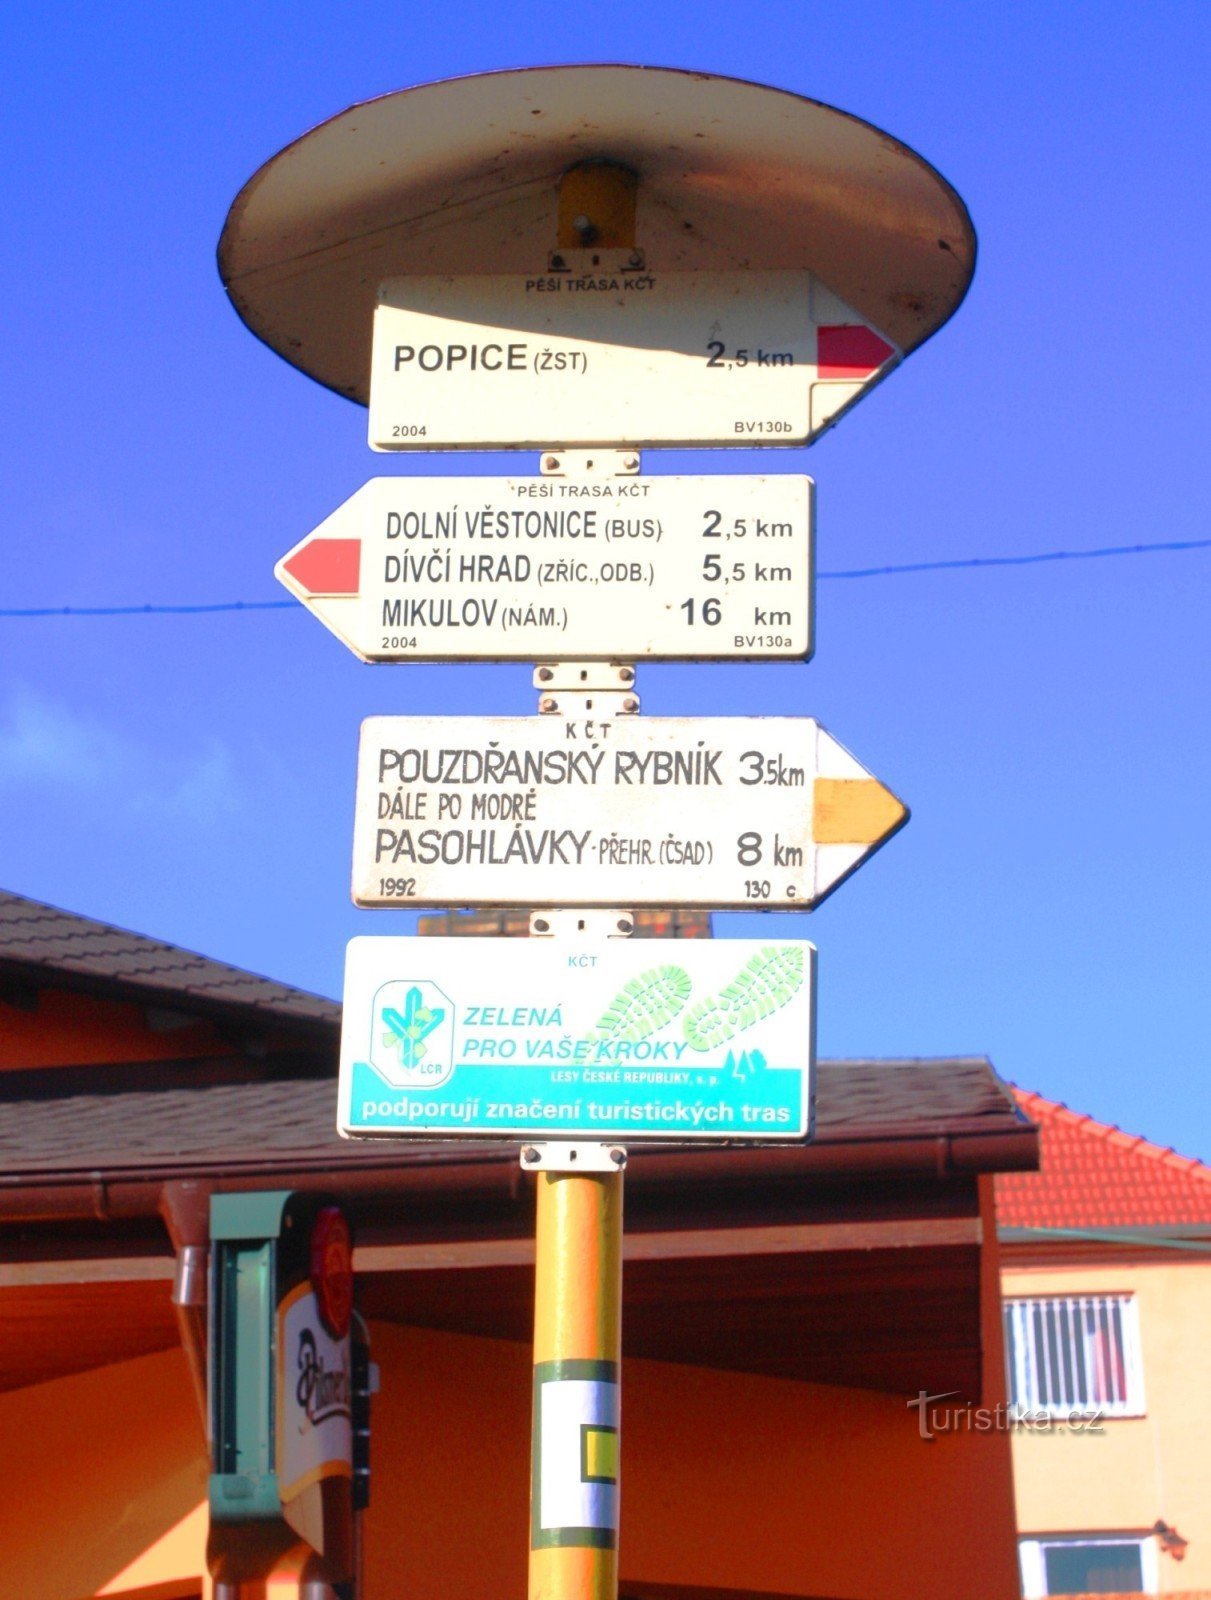 PĚŠÍ TRASA KČT
POPICE (ŽST) 2,5 km
2004 BV130b
PĚŠÍ TRASA KČT
DOLNÍ VĚSTONICE (BUS) 2,5 km
DÍVČÍ HRAD (ZŘÍC.,ODB.) 5,5 km
MIKULOV (NÁM.) 16 km
2004 BV130a
KČT
POUZDŘANSKÝ RYBNÍK 3,5km
DÁLE PO MODRÉ
PASOHLÁVKY - PŘEHR. (ČSAD) 8 km
1992 130 c
KČT
ZELENÁ
PRO VAŠE KROKY
LČR
LESY ČESKÉ REPUBLIKY, s. p.
podporují značení turistických tras
Pilsner
Turistika.cz